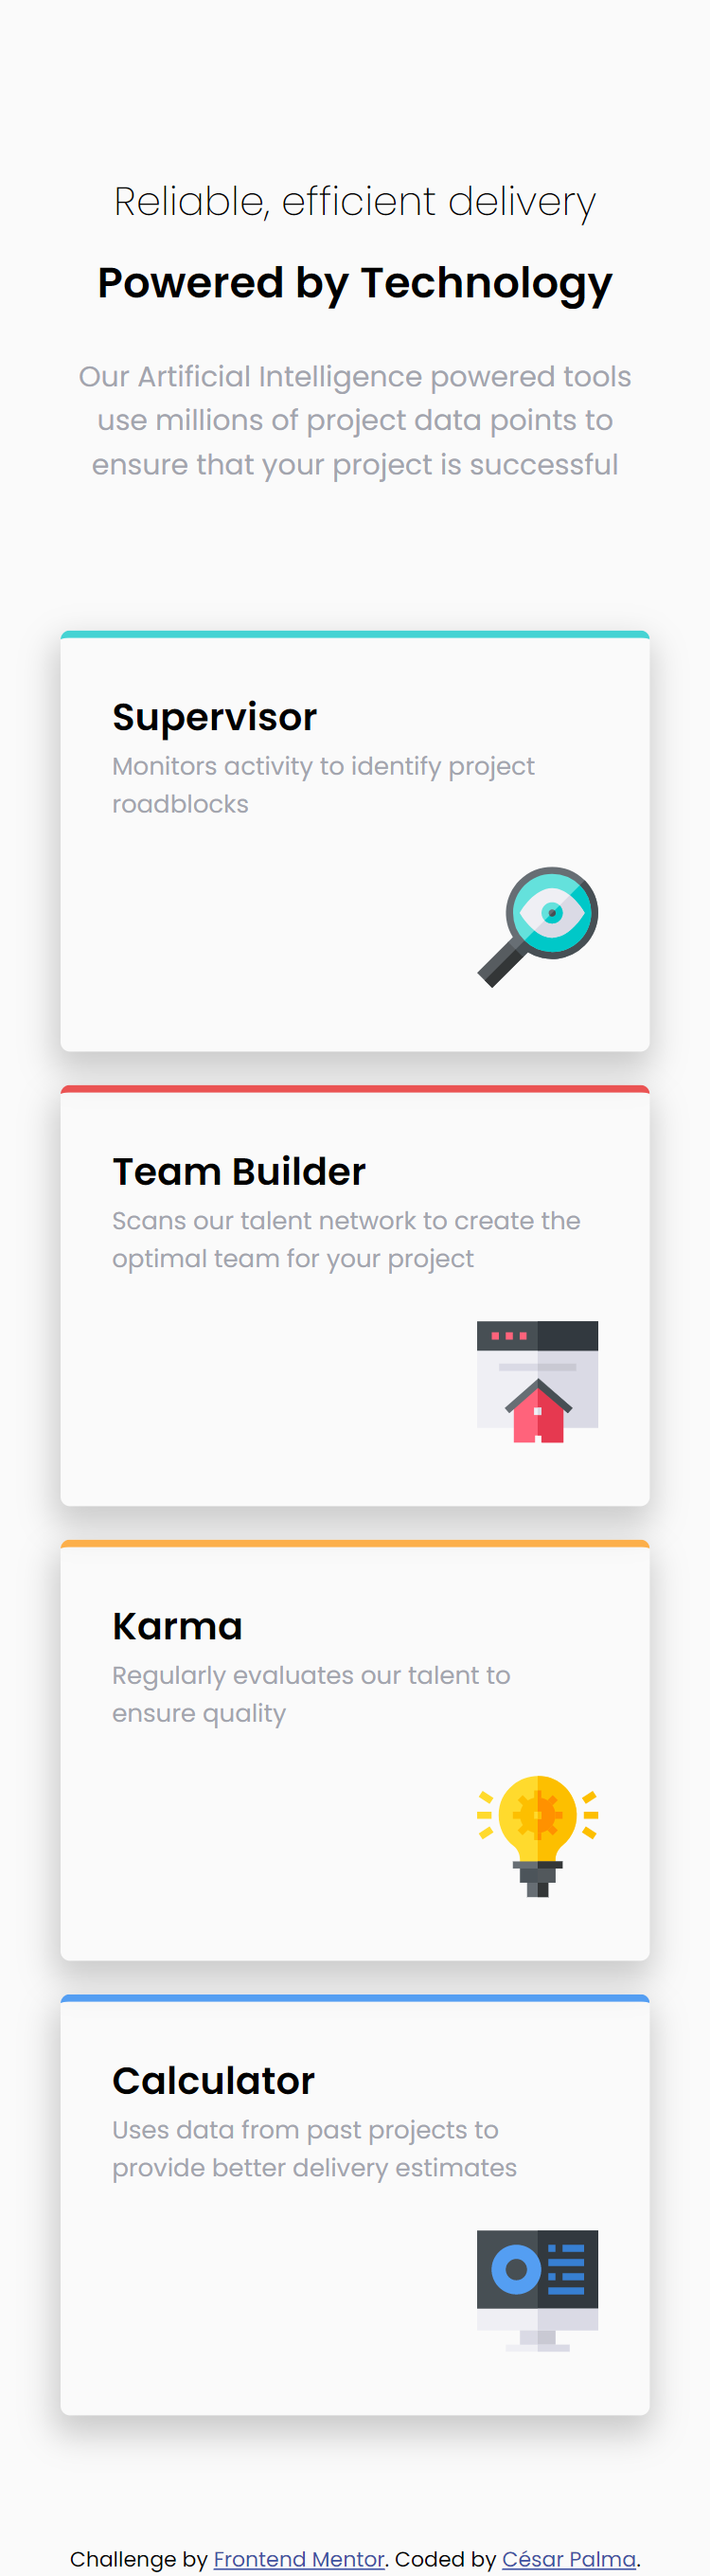 Reliable, efficient delivery
Powered by Technology
Our Artificial Intelligence powered tools
use millions of project data points to
ensure that your project is successful
Supervisor
Monitors activity to identify project
roadblocks
Team Builder
Scans our talent network to create the
optimal team for your project
Karma
Regularly evaluates our talent to
ensure quality
Calculator
Uses data from past projects to
provide better delivery estimates
Challenge by Frontend Mentor. Coded by César Palma.